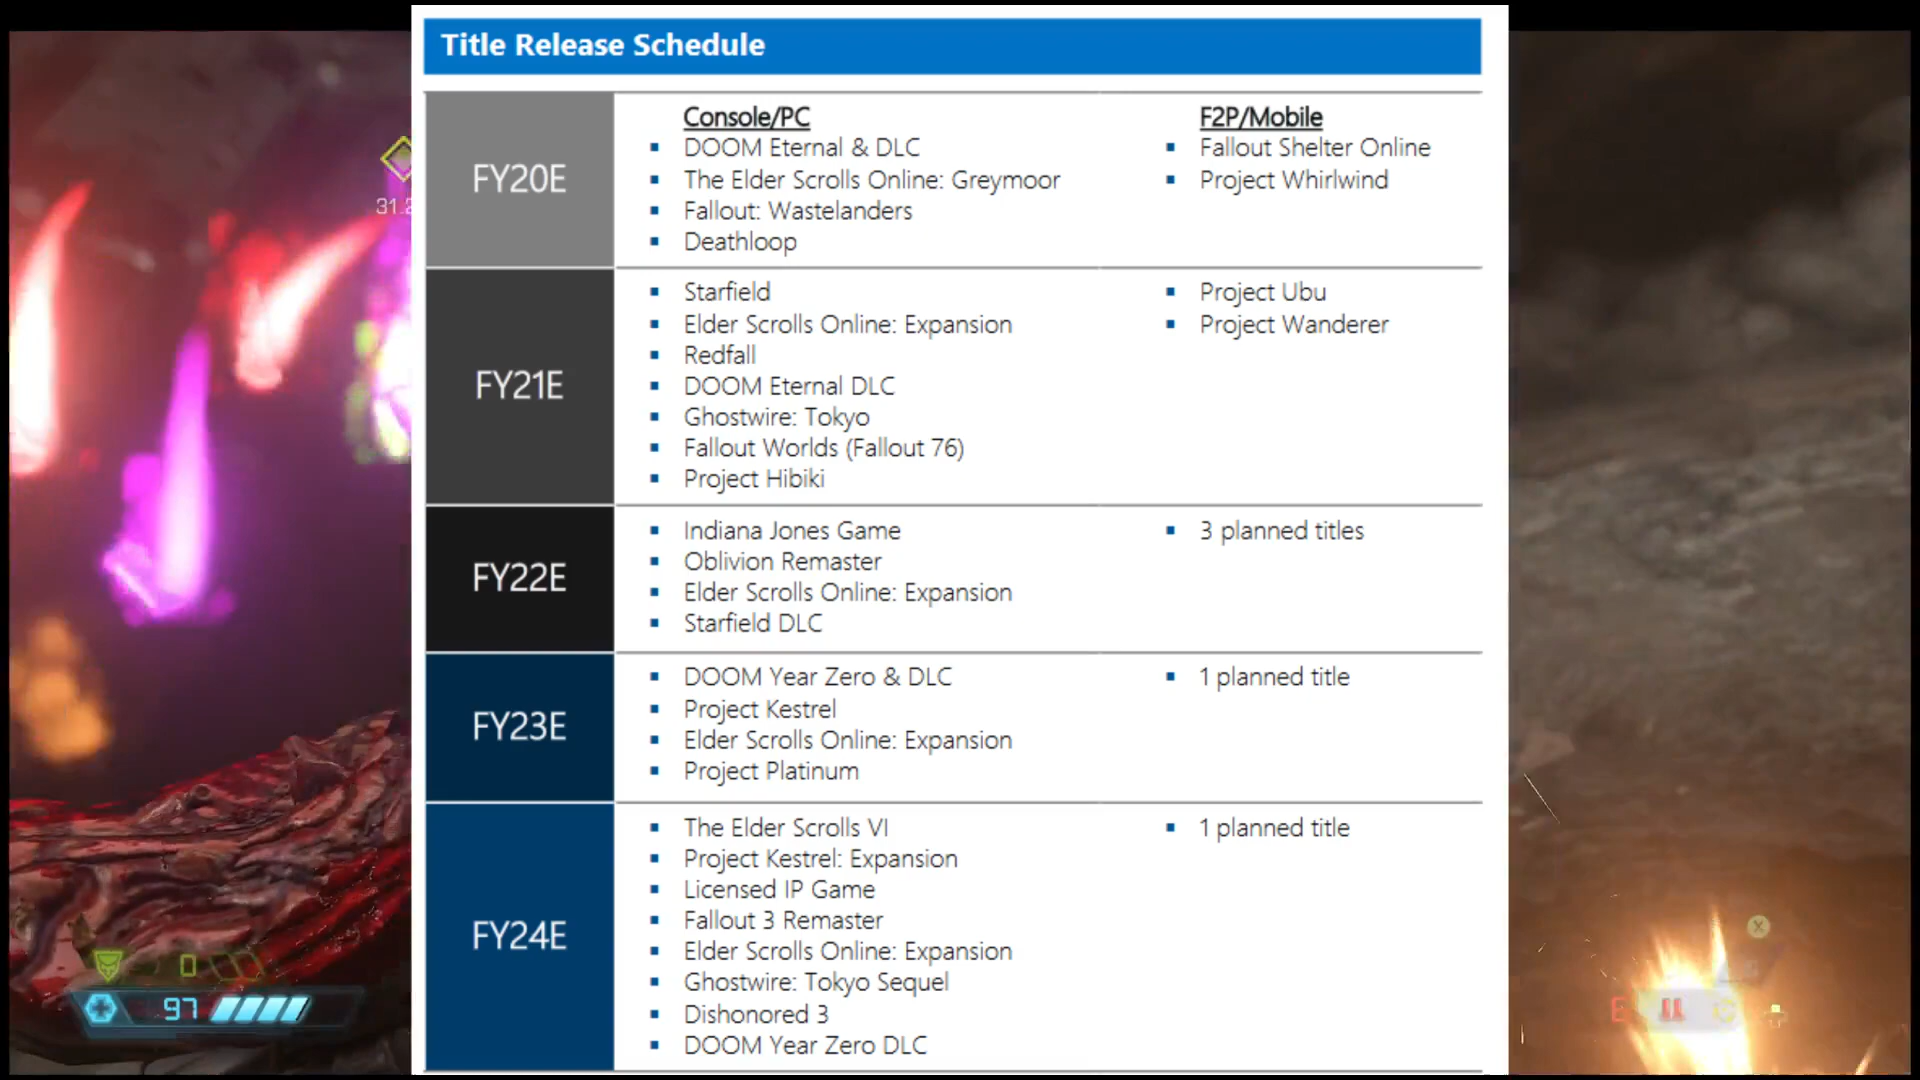 Title Release Schedule
Console/PC
F2P/Mobile
FY20E
DOOM Eternal & DLC
The Elder Scrolls Online: Greymoor
Fallout: Wastelanders
Deathloop
Fallout Shelter Online
Project Whirlwind
FY21E
Starfield
Elder Scrolls Online: Expansion
Redfall
DOOM Eternal DLC
Ghostwire: Tokyo
Fallout Worlds (Fallout 76)
Project Hibiki
Project Ubu
Project Wanderer
FY22E
Indiana Jones Game
Oblivion Remaster
Elder Scrolls Online: Expansion
Starfield DLC
3 planned titles
FY23E
DOOM Year Zero & DLC
Project Kestrel
Elder Scrolls Online: Expansion
Project Platinum
1 planned title
FY24E
The Elder Scrolls VI
Project Kestrel: Expansion
Licensed IP Game
Fallout 3 Remaster
Elder Scrolls Online: Expansion
Ghostwire: Tokyo Sequel
Dishonored 3
DOOM Year Zero DLC
1 planned title
0
97
X